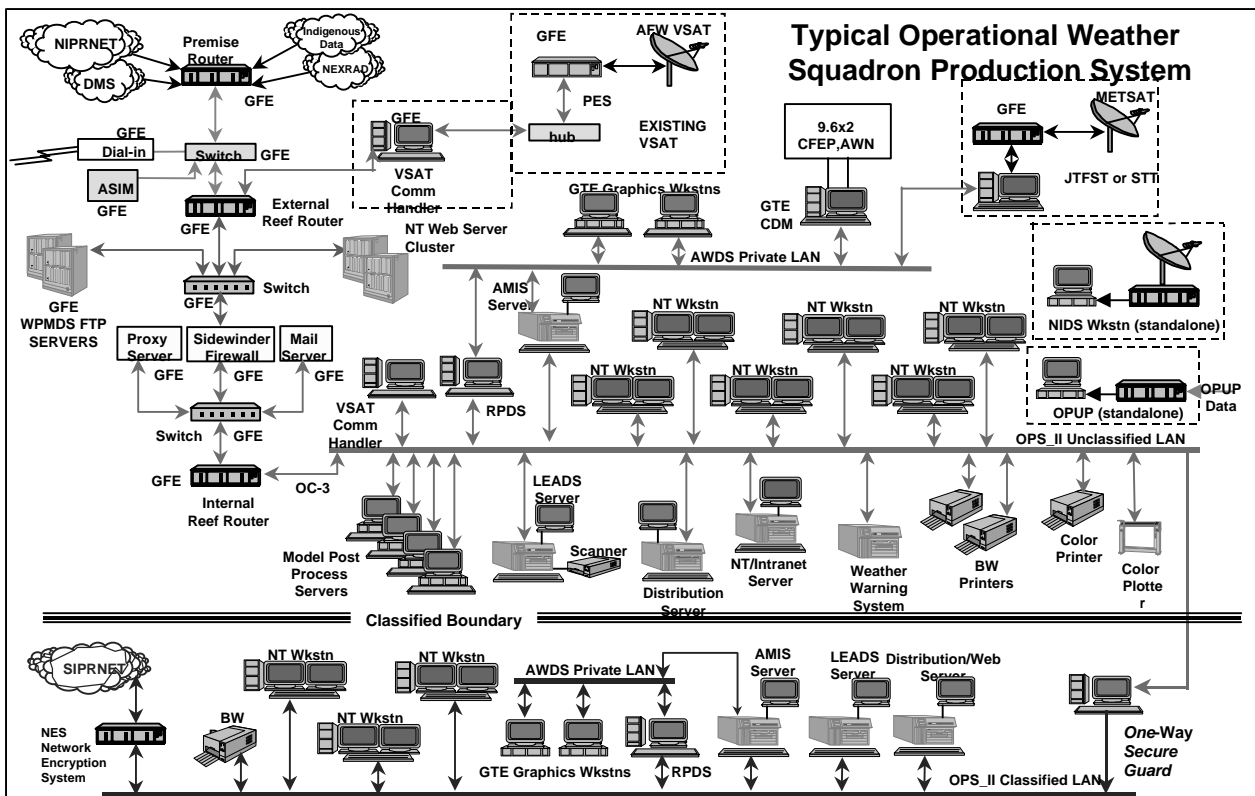 Typical Operational Weather
Squadron Production System
NIPRNET
DMS
Premise
Router
Indigenous
Data
NEXRAD
GFE
GFE
Dial-in
Switch
GFE
ASIM
GFE
GFE
External
Reef Router
GFE
VSAT
Comm
Handler
GFE
AFW VSAT
PES
hub
EXISTING
VSAT
NT Web Server
Cluster
GTE Graphics Wkstns
9.6x2
CFEP,AWN
GTE
CDM
GFE
METSAT
JTFST or STT
AWDS Private LAN
GFE
WPMDS FTP
SERVERS
GFE
Switch
Proxy
Server
Sidewinder
Firewall
Mail
Server
GFE
GFE
GFE
Switch
GFE
GFE
Internal
Reef Router
OC-3
AMIS
Server
NT Wkstn
NT Wkstn
NT Wkstn
NIDS Wkstn (standalone)
VSAT
Comm
Handler
RPDS
NT Wkstn
NT Wkstn
NT Wkstn
OPUP (standalone)
OPUP
Data
OPS_II Unclassified LAN
Model Post
Process
Servers
LEADS
Server
Scanner
Distribution
Server
NT/Intranet
Server
Weather
Warning
System
BW
Printers
Color
Printer
Color
Plotte
r
Classified Boundary
SIPRNET
NES
Network
Encryption
System
BW
NT Wkstn
NT Wkstn
NT Wkstn
AWDS Private LAN
GTE Graphics Wkstns
RPDS
AMIS
Server
LEADS
Server
Distribution/Web
Server
One-Way
Secure
Guard
OPS_II Classified LAN